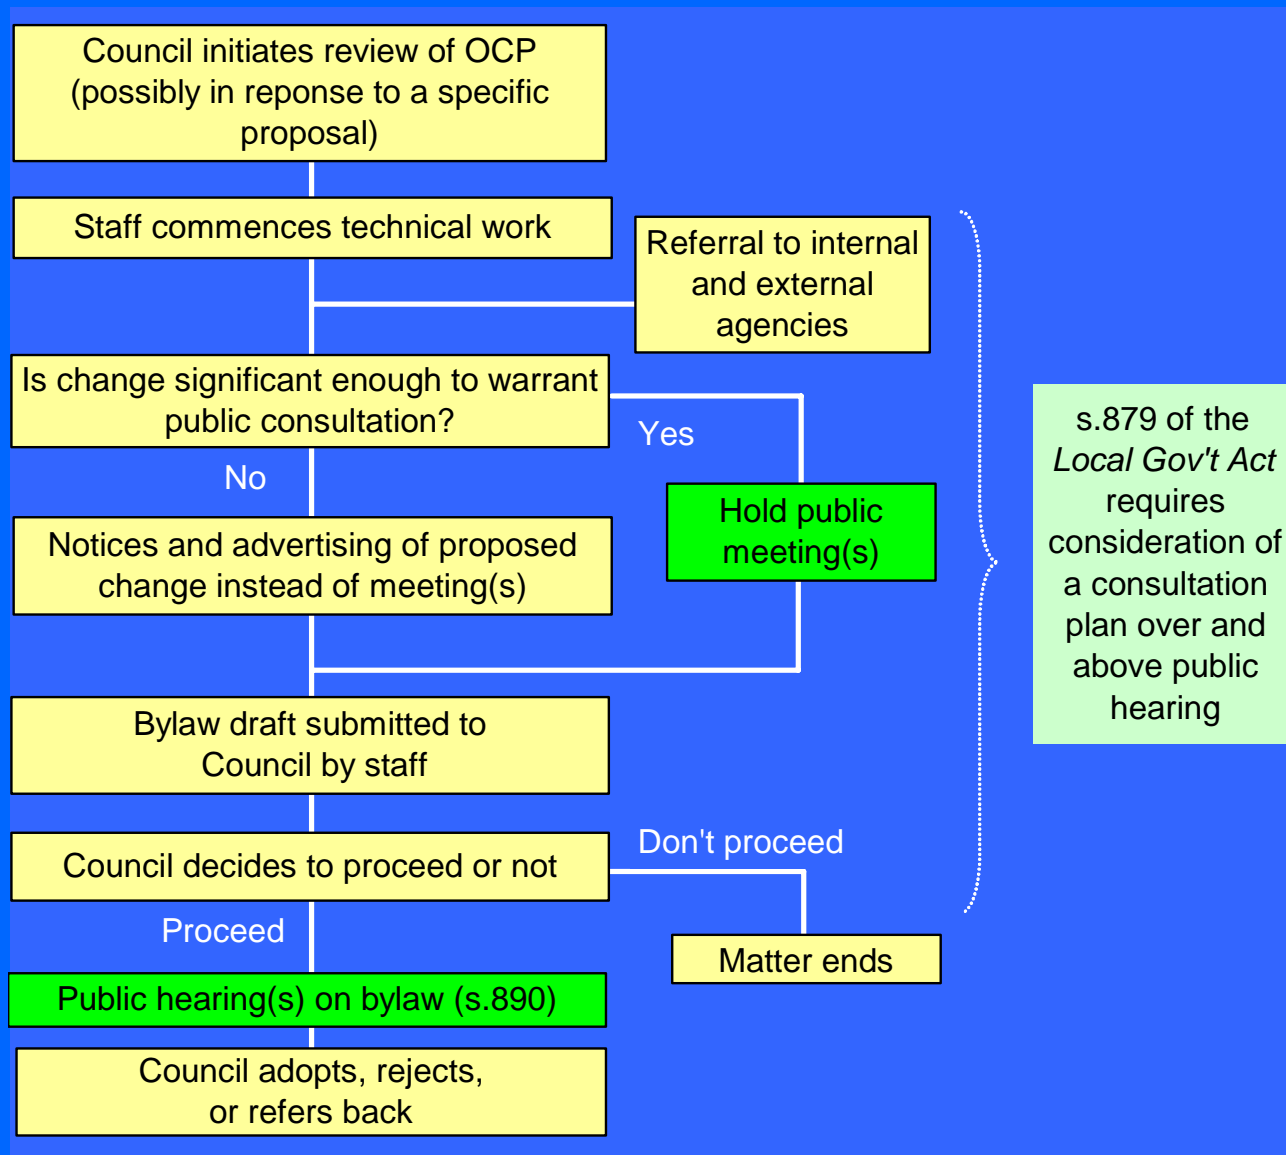 Council initiates review of OCP
(possibly in reponse to a specific
proposal)
Staff commences technical work
Referral to internal
and external
agencies
Is change significant enough to warrant
public consultation?
Yes
No
Hold public
meeting(s)
Notices and advertising of proposed
change instead of meeting(s)
s.879 of the
Local Gov't Act
requires
consideration of
a consultation
plan over and
above public
hearing
Bylaw draft submitted to
Council by staff
Council decides to proceed or not
Don't proceed
Proceed
Matter ends
Public hearing(s) on bylaw (s.890)
Council adopts, rejects,
or refers back